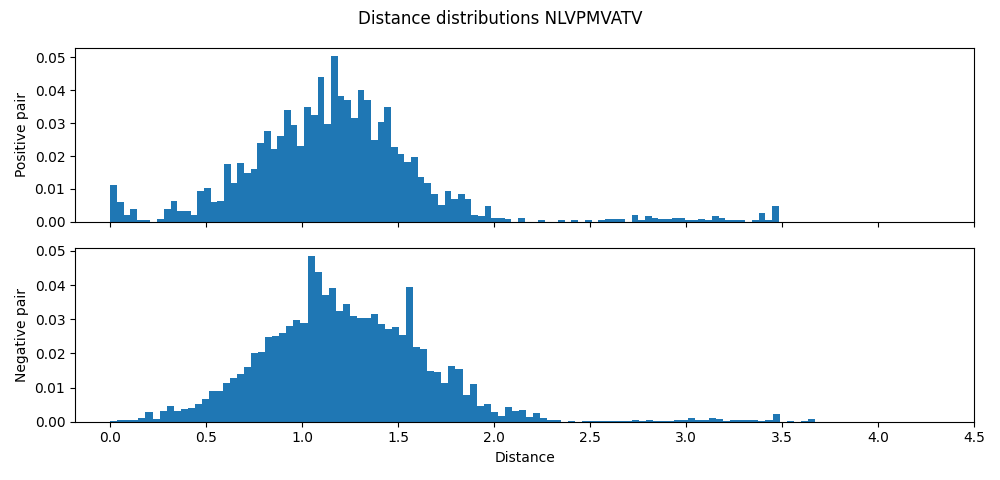 Distance distributions NLVPMVATV
0.05
0.04
0.03
0.02
0.01
0.00
Positive pair
0.05
0.04
0.03
0.02
0.01
0.00
Negative pair
0.0 0.5 1.0 1.5 2.0 2.5 3.0 3.5 4.0 4.5
Distance